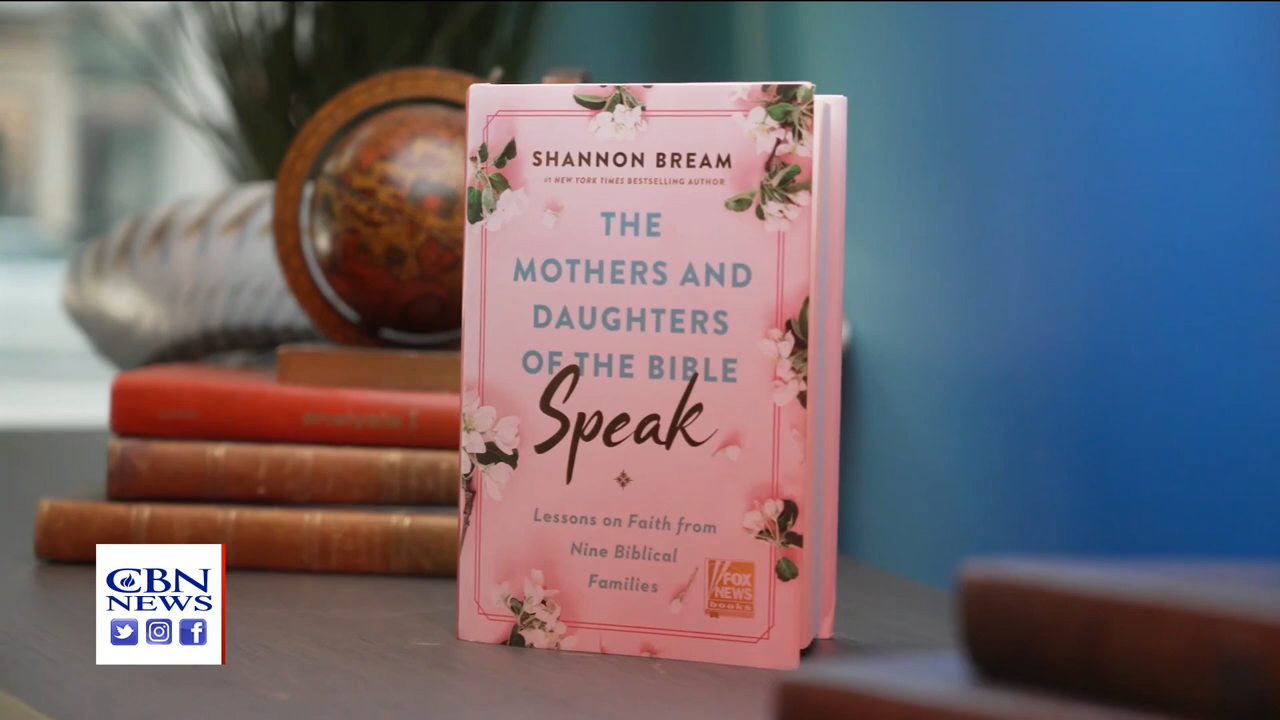 SHANNON BREAM
#1 NEW YORK TIMES BESTSELLING AUTHOR
THE
MOTHERS AND
DAUGHTERS
OF THE BIBLE
Speak
Lessons on Faith from
Nine Biblical
Families
FOX
NEWS
books
CBN
NEWS